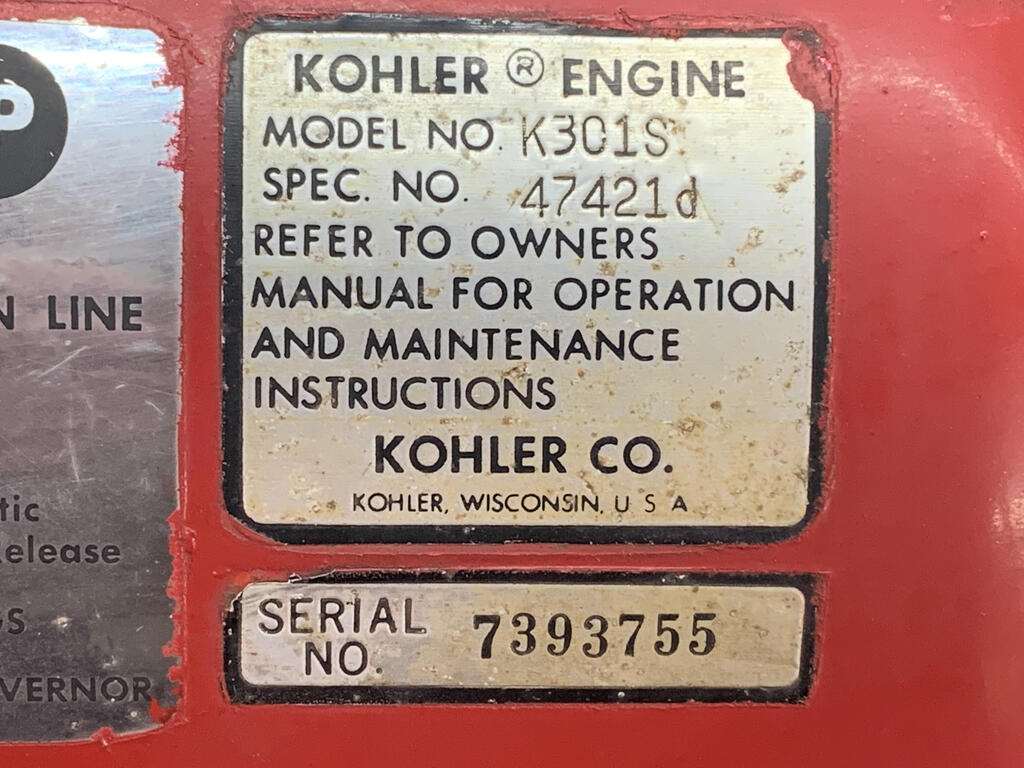 KOHLER ® ENGINE
MODEL NO. K301S
SPEC. NO. 47421d
REFER TO OWNERS
MANUAL FOR OPERATION
AND MAINTENANCE
INSTRUCTIONS
KOHLER CO.
KOHLER, WISCONSIN, U S A
SERIAL
NO. 7393755
LINE